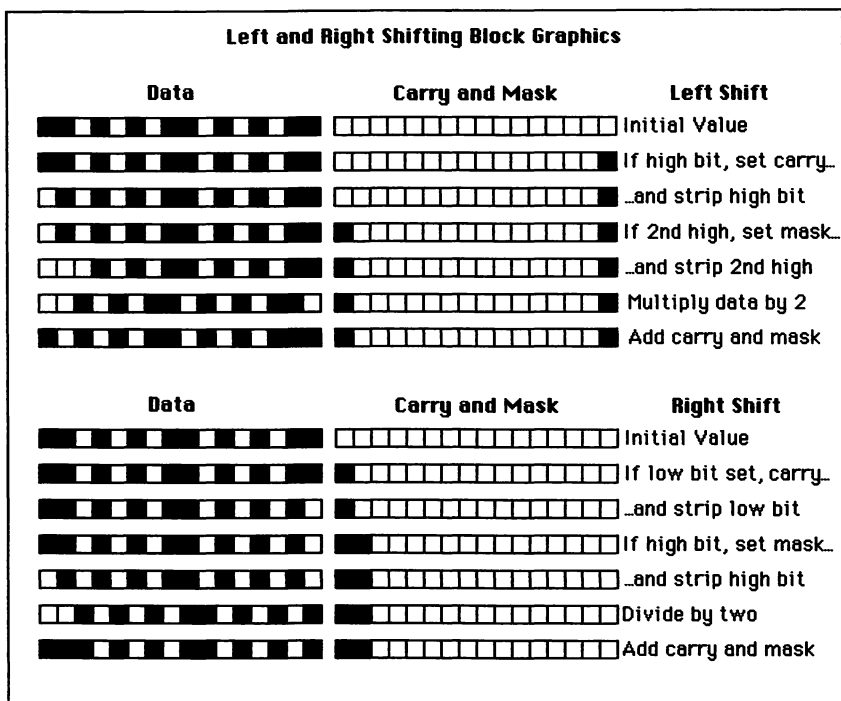 Left and Right Shifting Block Graphics
Data Carry and Mask Left Shift
Initial Value
If high bit, set carry…
…and strip high bit
If 2nd high, set mask…
…and strip 2nd high
Multiply data by 2
Add carry and mask
Data Carry and Mask Right Shift
Initial Value
If low bit set, carry…
…and strip low bit
If high bit, set mask…
…and strip high bit
Divide by two
Add carry and mask